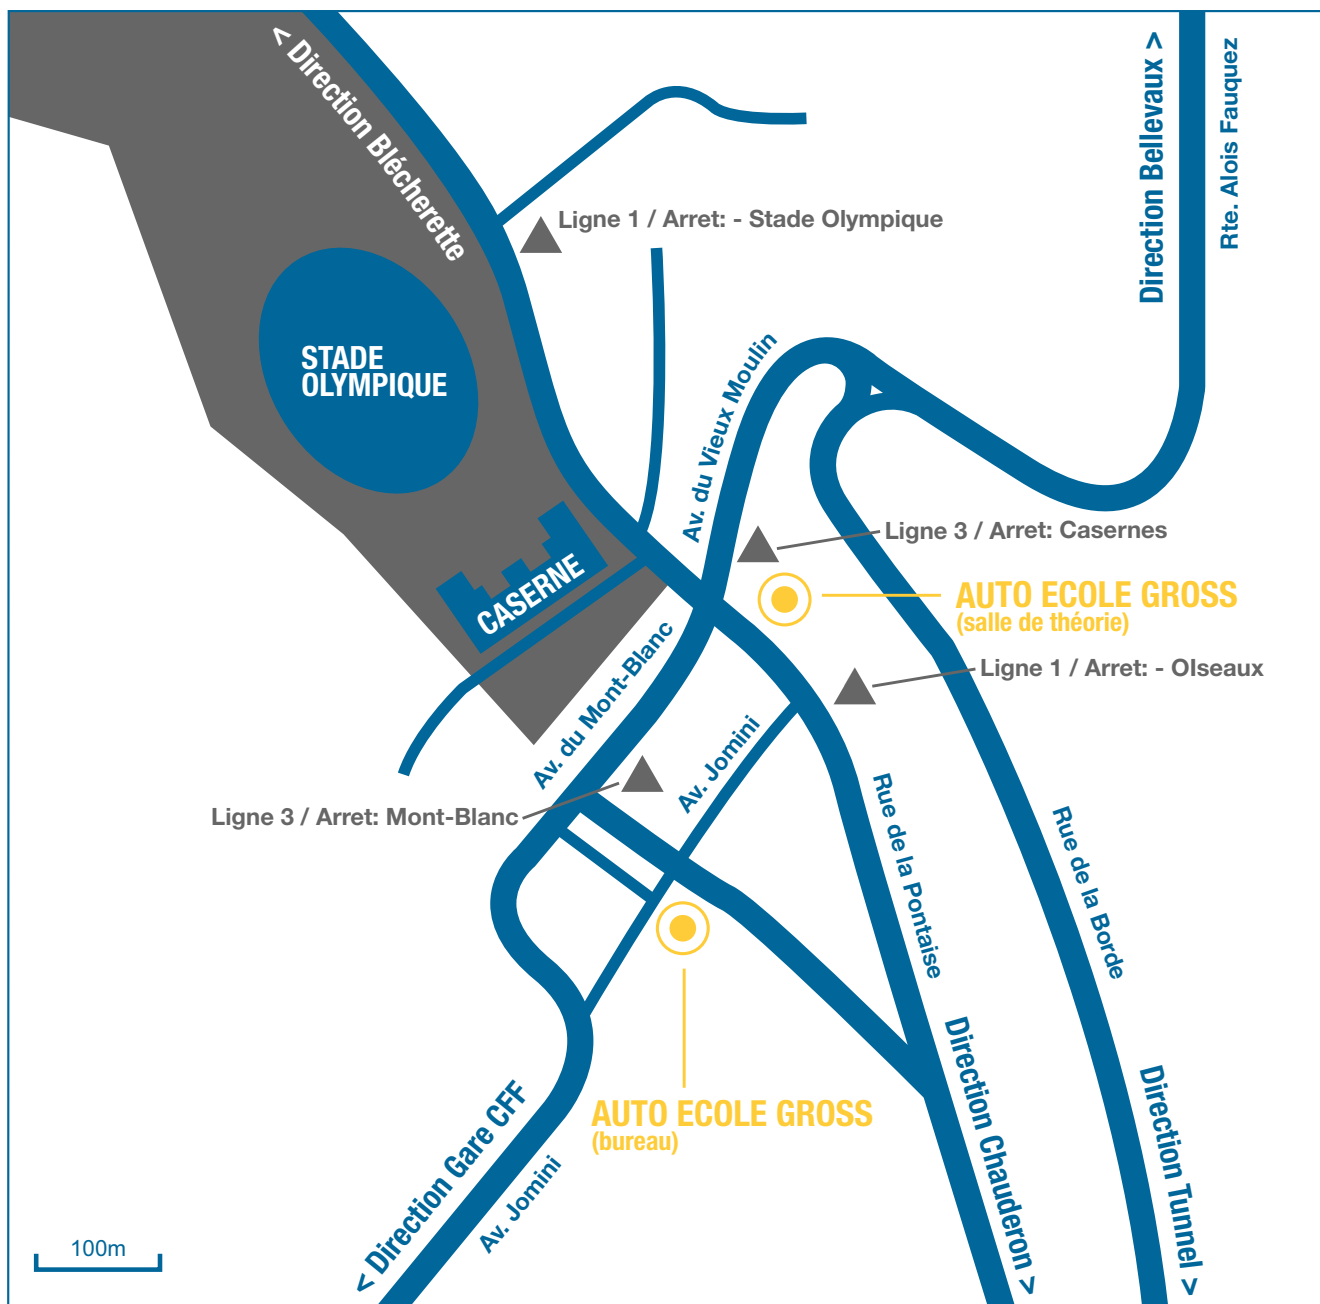 < Direction Blécherette
Direction Bellevaux >
Rte. Alois Fauquez
Ligne 1 / Arret: - Stade Olympique
STADE
OLYMPIQUE
Av. du Vieux Moulin
Ligne 3 / Arret: Casernes
CASERNE
AUTO ECOLE GROSS
(salle de théorie)
Ligne 1 / Arret: - OIseaux
Av. du Mont-Blanc
Av. Jomini
Ligne 3 / Arret: Mont-Blanc
Rue de la Pontaise
Rue de la Borde
AUTO ECOLE GROSS
(bureau)
< Direction Gare CFF
Av. Jomini
Direction Chauderon >
Direction Tunnel >
100m